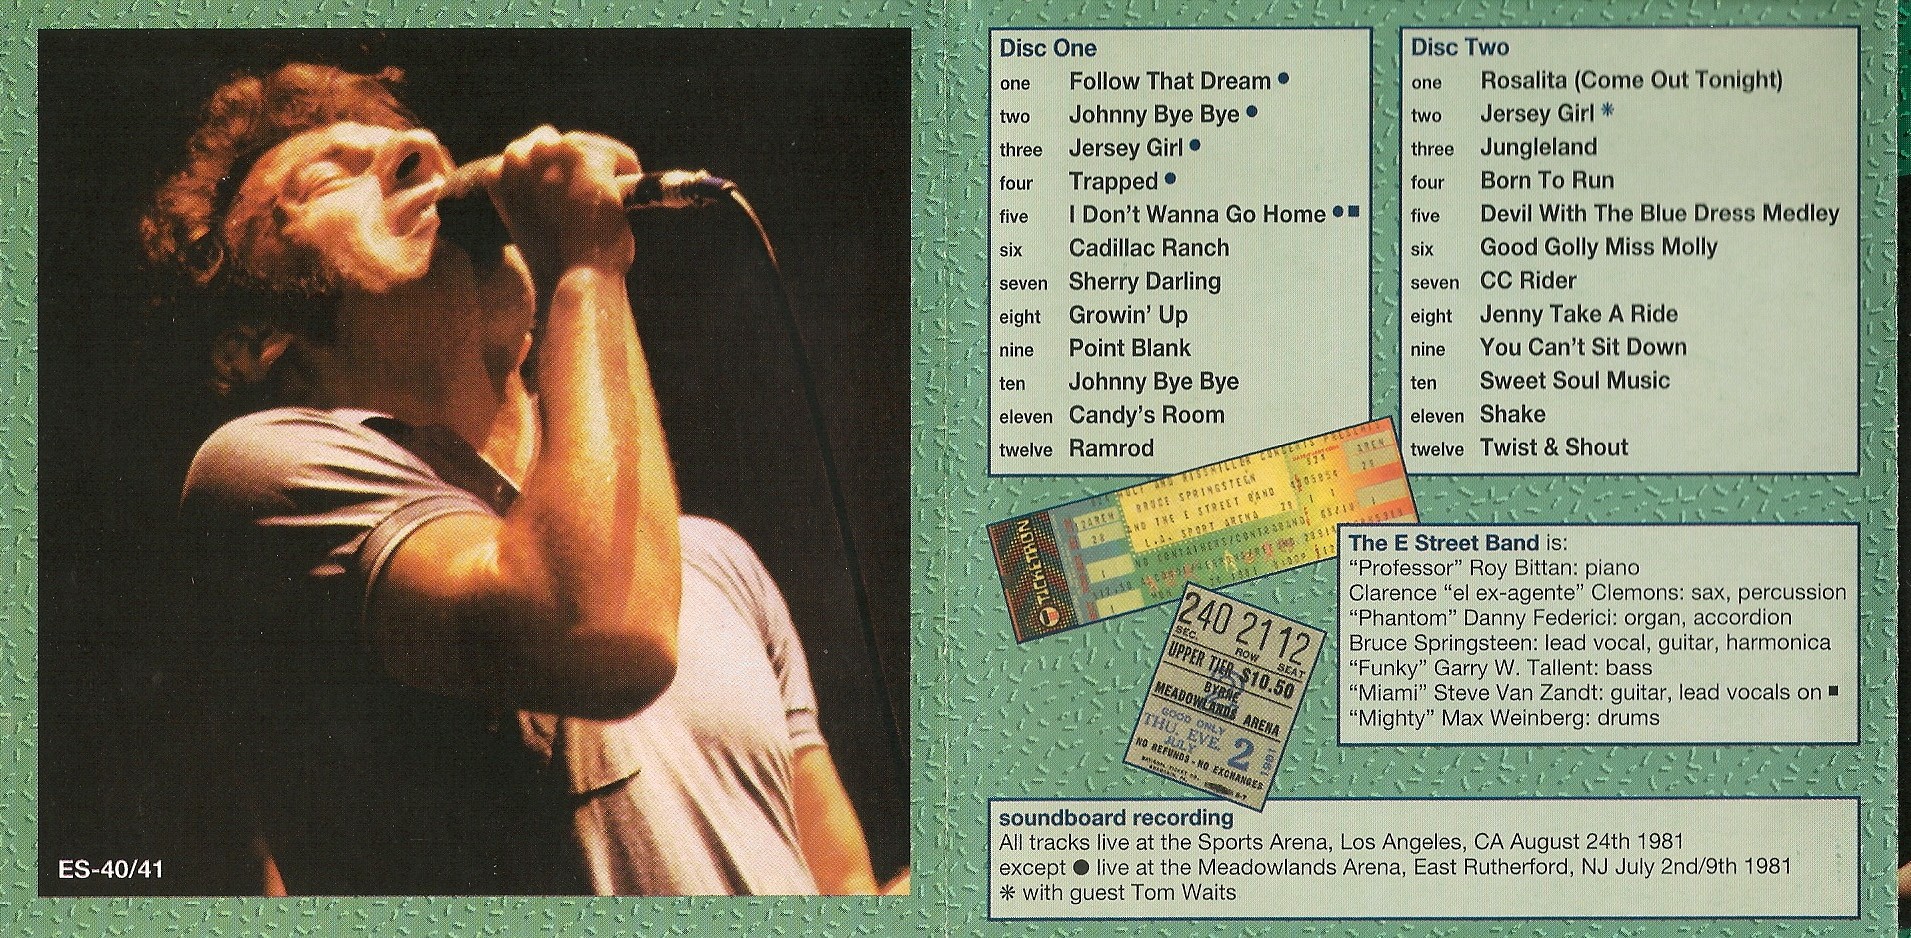 ES-40/41
Disc One
one Follow That Dream ●
two Johnny Bye Bye ●
three Jersey Girl ●
four Trapped ●
five I Don't Wanna Go Home ● ■
six Cadillac Ranch
seven Sherry Darling
eight Growin' Up
nine Point Blank
ten Johnny Bye Bye
eleven Candy's Room
twelve Ramrod
Disc Two
one Rosalita (Come Out Tonight)
two Jersey Girl ✳
three Jungleland
four Born To Run
five Devil With The Blue Dress Medley
six Good Golly Miss Molly
seven CC Rider
eight Jenny Take A Ride
nine You Can't Sit Down
ten Sweet Soul Music
eleven Shake
twelve Twist & Shout
TICKETRON
BRUCE SPRINGSTEEN
THE E STREET BAND
L.A. SPORT ARENA
240 21 12
SEC. ROW SEAT
UPPER TIER $10.50
BYRNE
MEADOWLANDS ARENA
GOOD ONLY
THU. EVE.
JULY 2 1981
NO REFUNDS - NO EXCHANGES
The E Street Band is:
“Professor” Roy Bittan: piano
Clarence “el ex-agente” Clemons: sax, percussion
“Phantom” Danny Federici: organ, accordion
Bruce Springsteen: lead vocal, guitar, harmonica
“Funky” Garry W. Tallent: bass
“Miami” Steve Van Zandt: guitar, lead vocals on ■
“Mighty” Max Weinberg: drums
soundboard recording
All tracks live at the Sports Arena, Los Angeles, CA August 24th 1981
except ● live at the Meadowlands Arena, East Rutherford, NJ July 2nd/9th 1981
✳ with guest Tom Waits